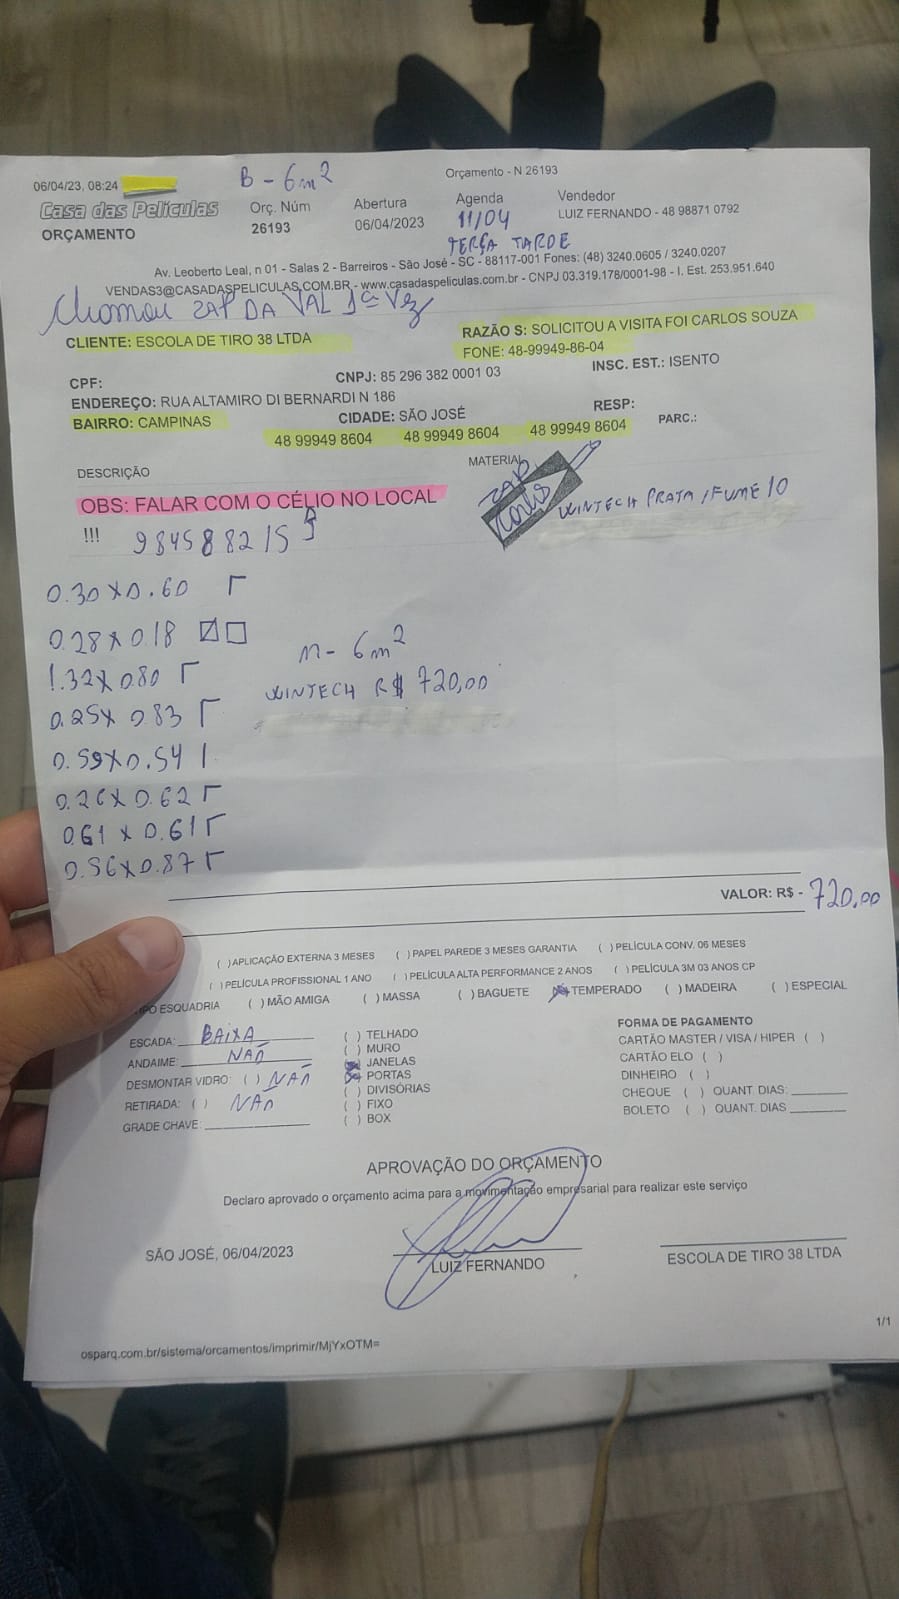 B - 6m²
Orçamento - N 26193
06/04/23, 08:24
Casa das Películas
ORÇAMENTO
Orç. Núm
26193
Abertura
06/04/2023
Agenda
11/04
TERÇA TARDE
Vendedor
LUIZ FERNANDO - 48 98871 0792
Av. Leoberto Leal, n 01 - Salas 2 - Barreiros - São José - SC - 88117-001 Fones: (48) 3240.0605 / 3240.0207
VENDAS3@CASADASPELICULAS.COM.BR - www.casadaspeliculas.com.br - CNPJ 03.319.178/0001-98 - I. Est. 253.951.640
Chamou ZAP DA VAL 1ª Vez
CLIENTE: ESCOLA DE TIRO 38 LTDA
RAZÃO S: SOLICITOU A VISITA FOI CARLOS SOUZA
FONE: 48-99949-86-04
CPF:
CNPJ: 85 296 382 0001 03
INSC. EST.: ISENTO
ENDEREÇO: RUA ALTAMIRO DI BERNARDI N 186
BAIRRO: CAMPINAS
CIDADE: SÃO JOSÉ
RESP:
PARC.:
48 99949 8604 48 99949 8604 48 99949 8604
DESCRIÇÃO
MATERIAL
ZAP
OBS: FALAR COM O CÉLIO NO LOCAL
!!! 984588215
WINTECH PRATA / FUME 10
0.30 x 0.60
0.28 x 0.18
1.32 x 0.80
0.25 x 0.83
0.59 x 0.54
0.26 x 0.62
0.61 x 0.61
0.56 x 0.87
M - 6m²
WINTECH R$ 720,00
VALOR: R$ - 720,00
( )APLICAÇÃO EXTERNA 3 MESES ( )PAPEL PAREDE 3 MESES GARANTIA ( )PELÍCULA CONV. 06 MESES
( )PELÍCULA PROFISSIONAL 1 ANO ( )PELÍCULA ALTA PERFORMANCE 2 ANOS ( )PELÍCULA 3M 03 ANOS CP
ESQUADRIA ( )MÃO AMIGA ( )MASSA ( )BAGUETE (X)TEMPERADO ( )MADEIRA ( )ESPECIAL
ESCADA: BAIXA
ANDAIME: NÃO
DESMONTAR VIDRO: ( ) NÃO
RETIRADA: ( ) NÃO
GRADE CHAVE:
( ) TELHADO
( ) MURO
(X) JANELAS
(X) PORTAS
( ) DIVISÓRIAS
( ) FIXO
( ) BOX
FORMA DE PAGAMENTO
CARTÃO MASTER / VISA / HIPER ( )
CARTÃO ELO ( )
DINHEIRO ( )
CHEQUE ( ) QUANT. DIAS:
BOLETO ( ) QUANT. DIAS
APROVAÇÃO DO ORÇAMENTO
Declaro aprovado o orçamento acima para a movimentação empresarial para realizar este serviço
SÃO JOSÉ, 06/04/2023
LUIZ FERNANDO
ESCOLA DE TIRO 38 LTDA
1/1
osparq.com.br/sistema/orcamentos/imprimir/MjYxOTM=